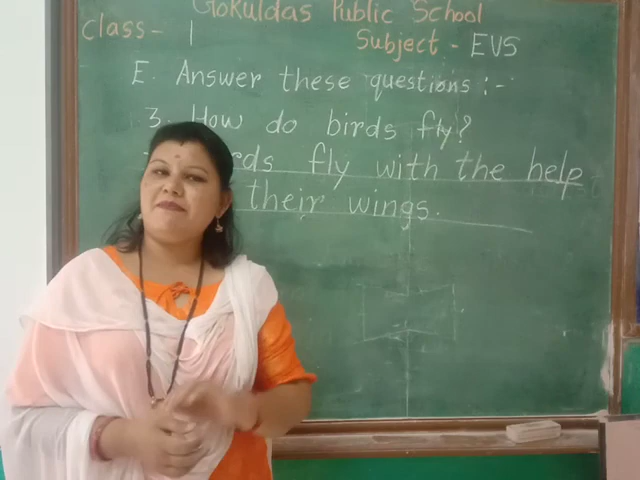 Gokuldas Public School
Class - 1
Subject - EVS
E. Answer these questions :-
3. How do birds fly?
rds fly with the help
their wings.